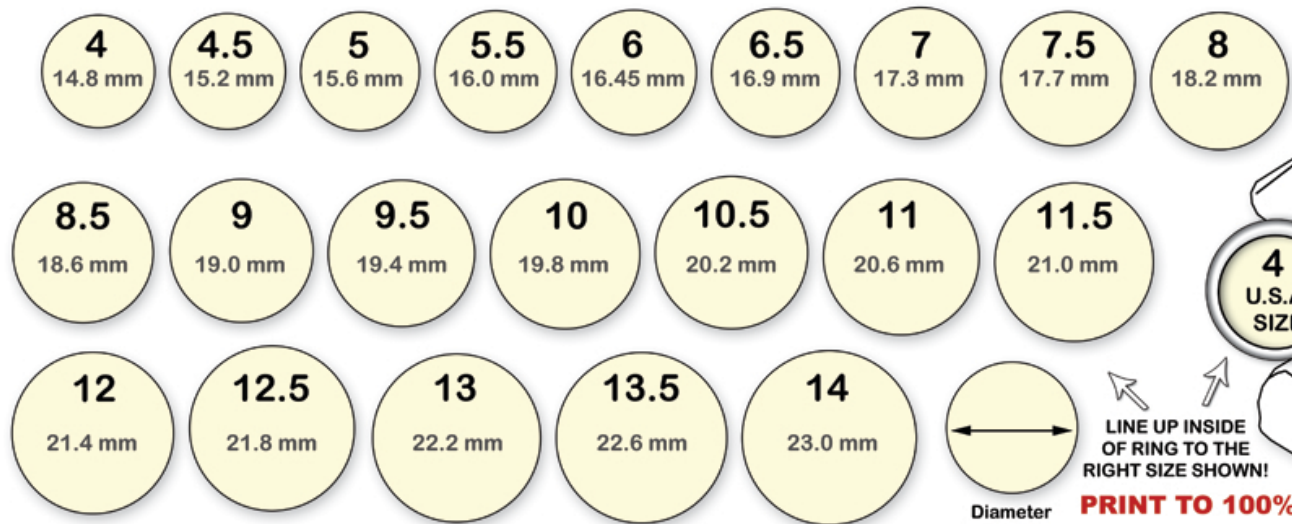 4 4.5 5 5.5 6 6.5 7 7.5 8
14.8 mm 15.2 mm 15.6 mm 16.0 mm 16.45 mm 16.9 mm 17.3 mm 17.7 mm 18.2 mm
8.5 9 9.5 10 10.5 11 11.5
18.6 mm 19.0 mm 19.4 mm 19.8 mm 20.2 mm 20.6 mm 21.0 mm
4
U.S.A
SIZ
12 12.5 13 13.5 14
21.4 mm 21.8 mm 22.2 mm 22.6 mm 23.0 mm
LINE UP INSIDE
OF RING TO THE
RIGHT SIZE SHOWN!
Diameter
PRINT TO 100%